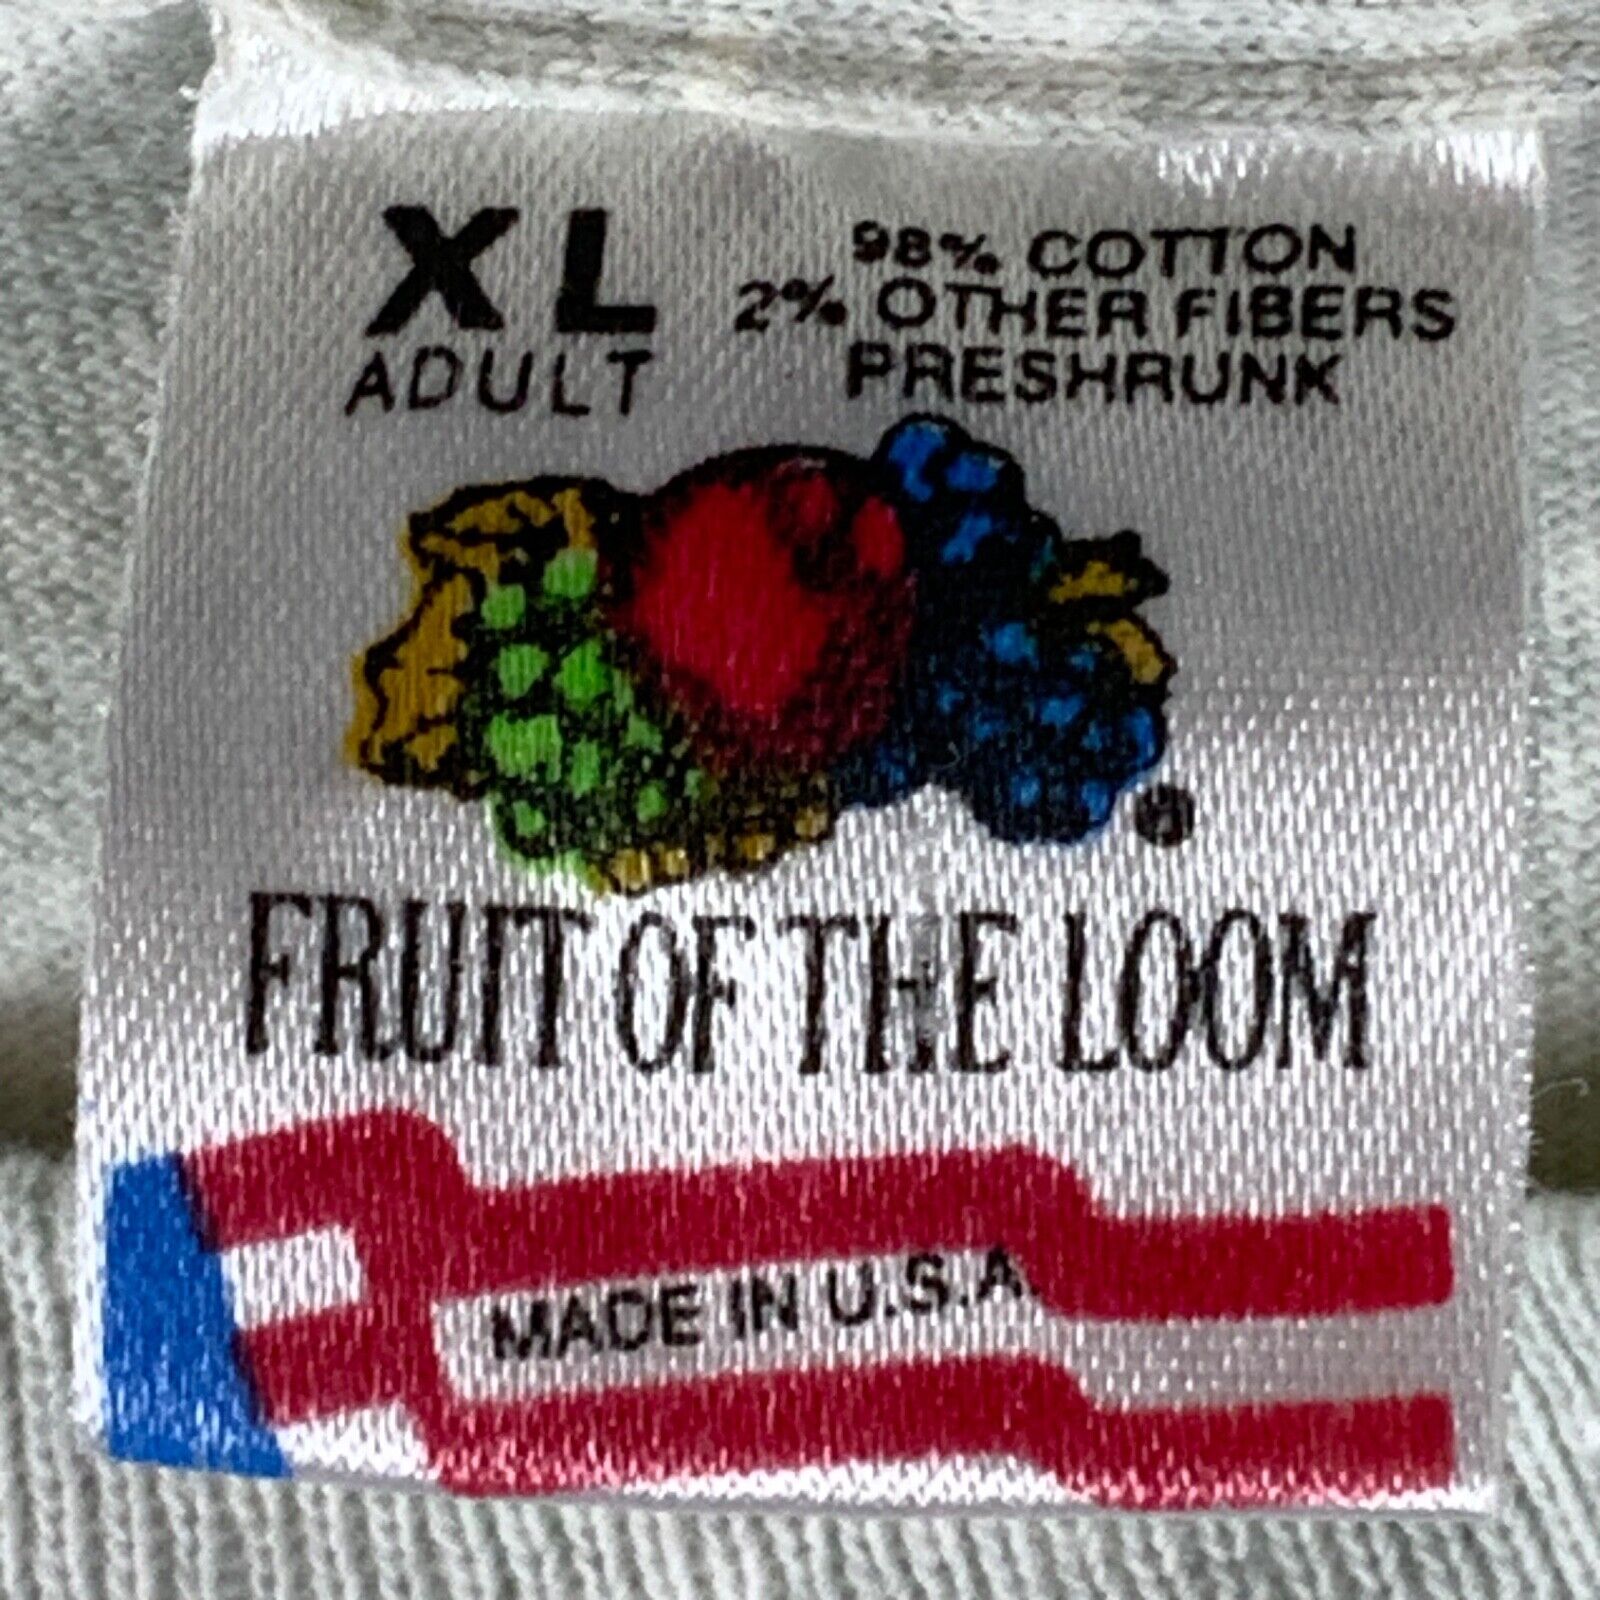 XL
ADULT
98% COTTON
2% OTHER FIBERS
PRESHRUNK
®
FRUIT OF THE LOOM
MADE IN U.S.A.